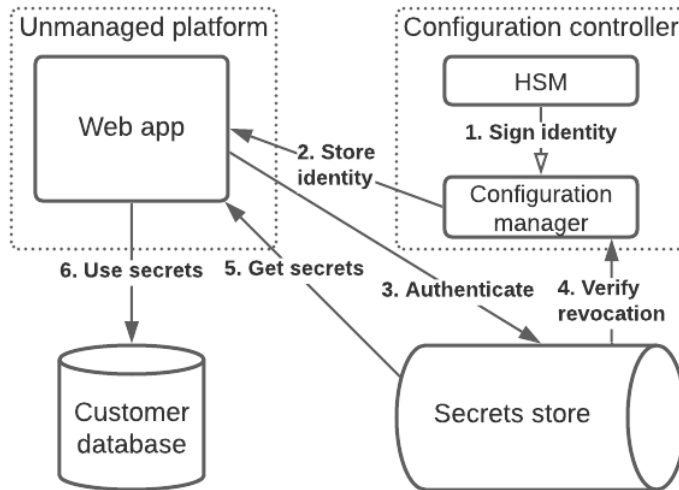 Unmanaged platform
Configuration controller
Web app
HSM
1. Sign identity
2. Store
identity
Configuration
manager
6. Use secrets
5. Get secrets
3. Authenticate
4. Verify
revocation
Customer
database
Secrets store